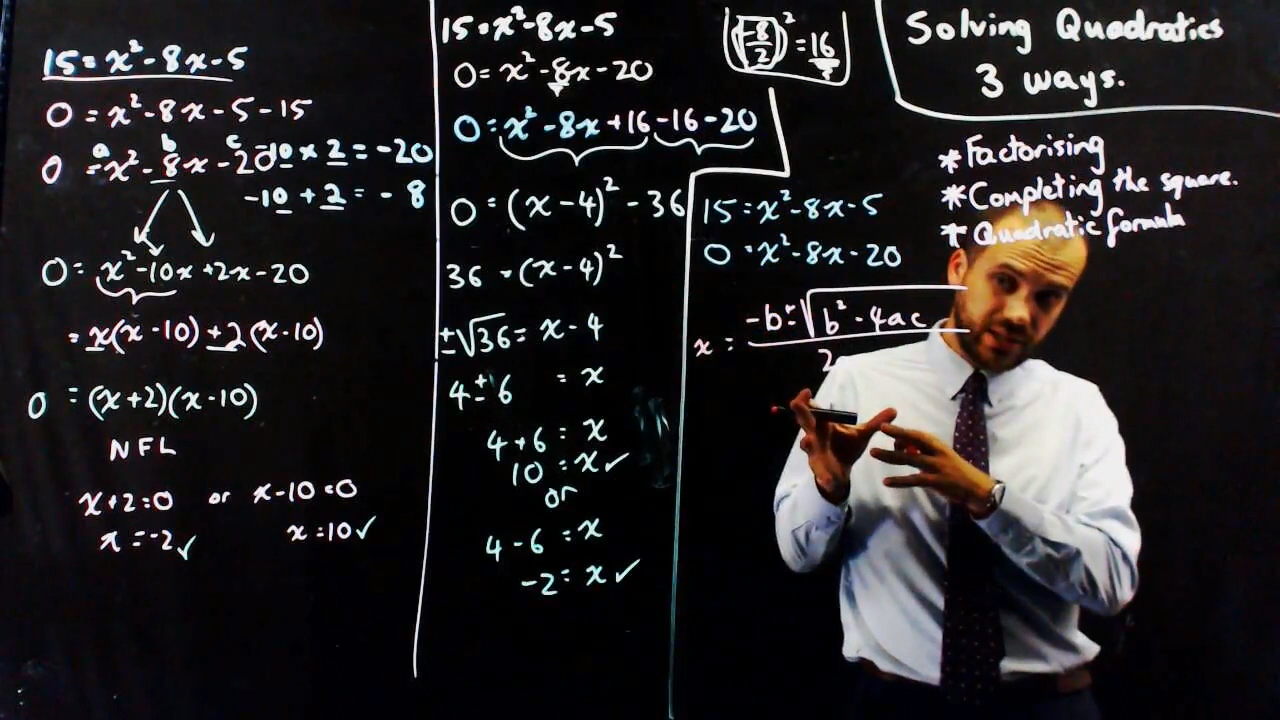 15 = x² - 8x - 5
0 = x² - 8x - 5 - 15
a b c
0 = x² - 8x - 20
-10 × 2 = -20
-10 + 2 = - 8
0 = x² - 10x + 2x - 20
= x(x - 10) + 2(x - 10)
0 = (x + 2)(x - 10)
NFL
x + 2 = 0 or x - 10 = 0
x = -2 ✓ x = 10 ✓
15 = x² - 8x - 5
0 = x² - 8x - 20
0 = x² - 8x + 16 - 16 - 20
0 = (x - 4)² - 36
36 = (x - 4)²
±√36 = x - 4
4 ± 6 = x
4 + 6 = x
10 = x ✓
or
4 - 6 = x
-2 = x ✓
(-8/2)² = 16
Solving Quadratics
3 ways.
* Factorising
* Completing the square.
* Quadratic formula
15 = x² - 8x - 5
0 = x² - 8x - 20
x = -b ± √b² - 4ac
2